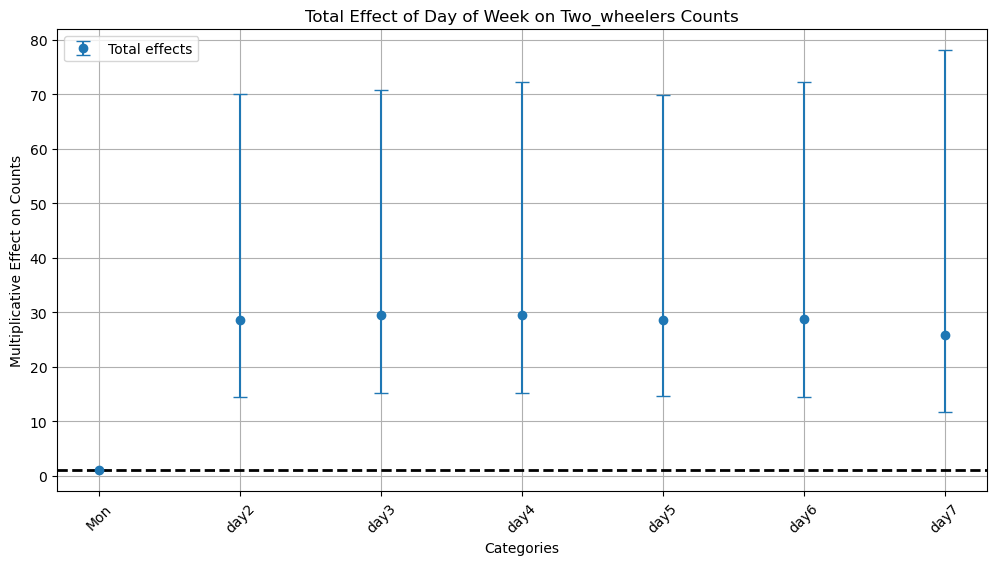 Total Effect of Day of Week on Two_wheelers Counts
Total effects
Multiplicative Effect on Counts
80
70
60
50
40
30
20
10
0
Mon
day2
day3
day4
day5
day6
day7
Categories